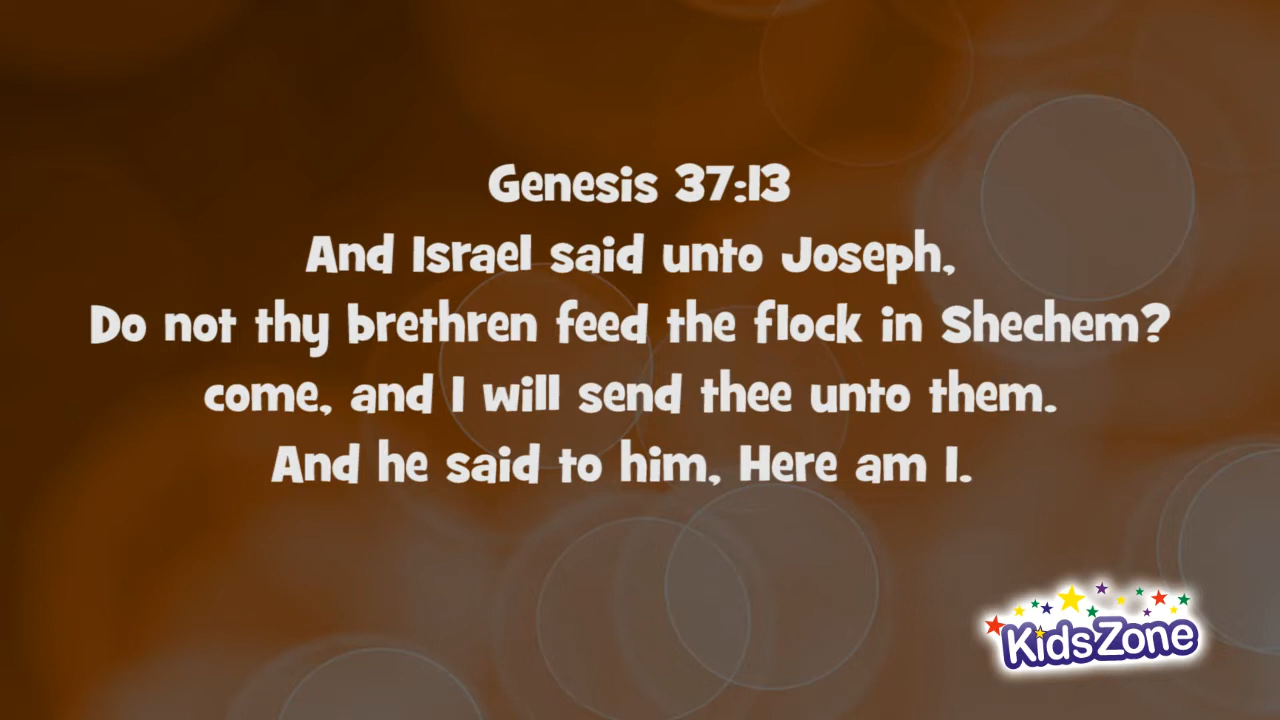 Genesis 37:13
And Israel said unto Joseph,
Do not thy brethren feed the flock in Shechem?
come, and I will send thee unto them.
And he said to him, Here am I.
KidsZone